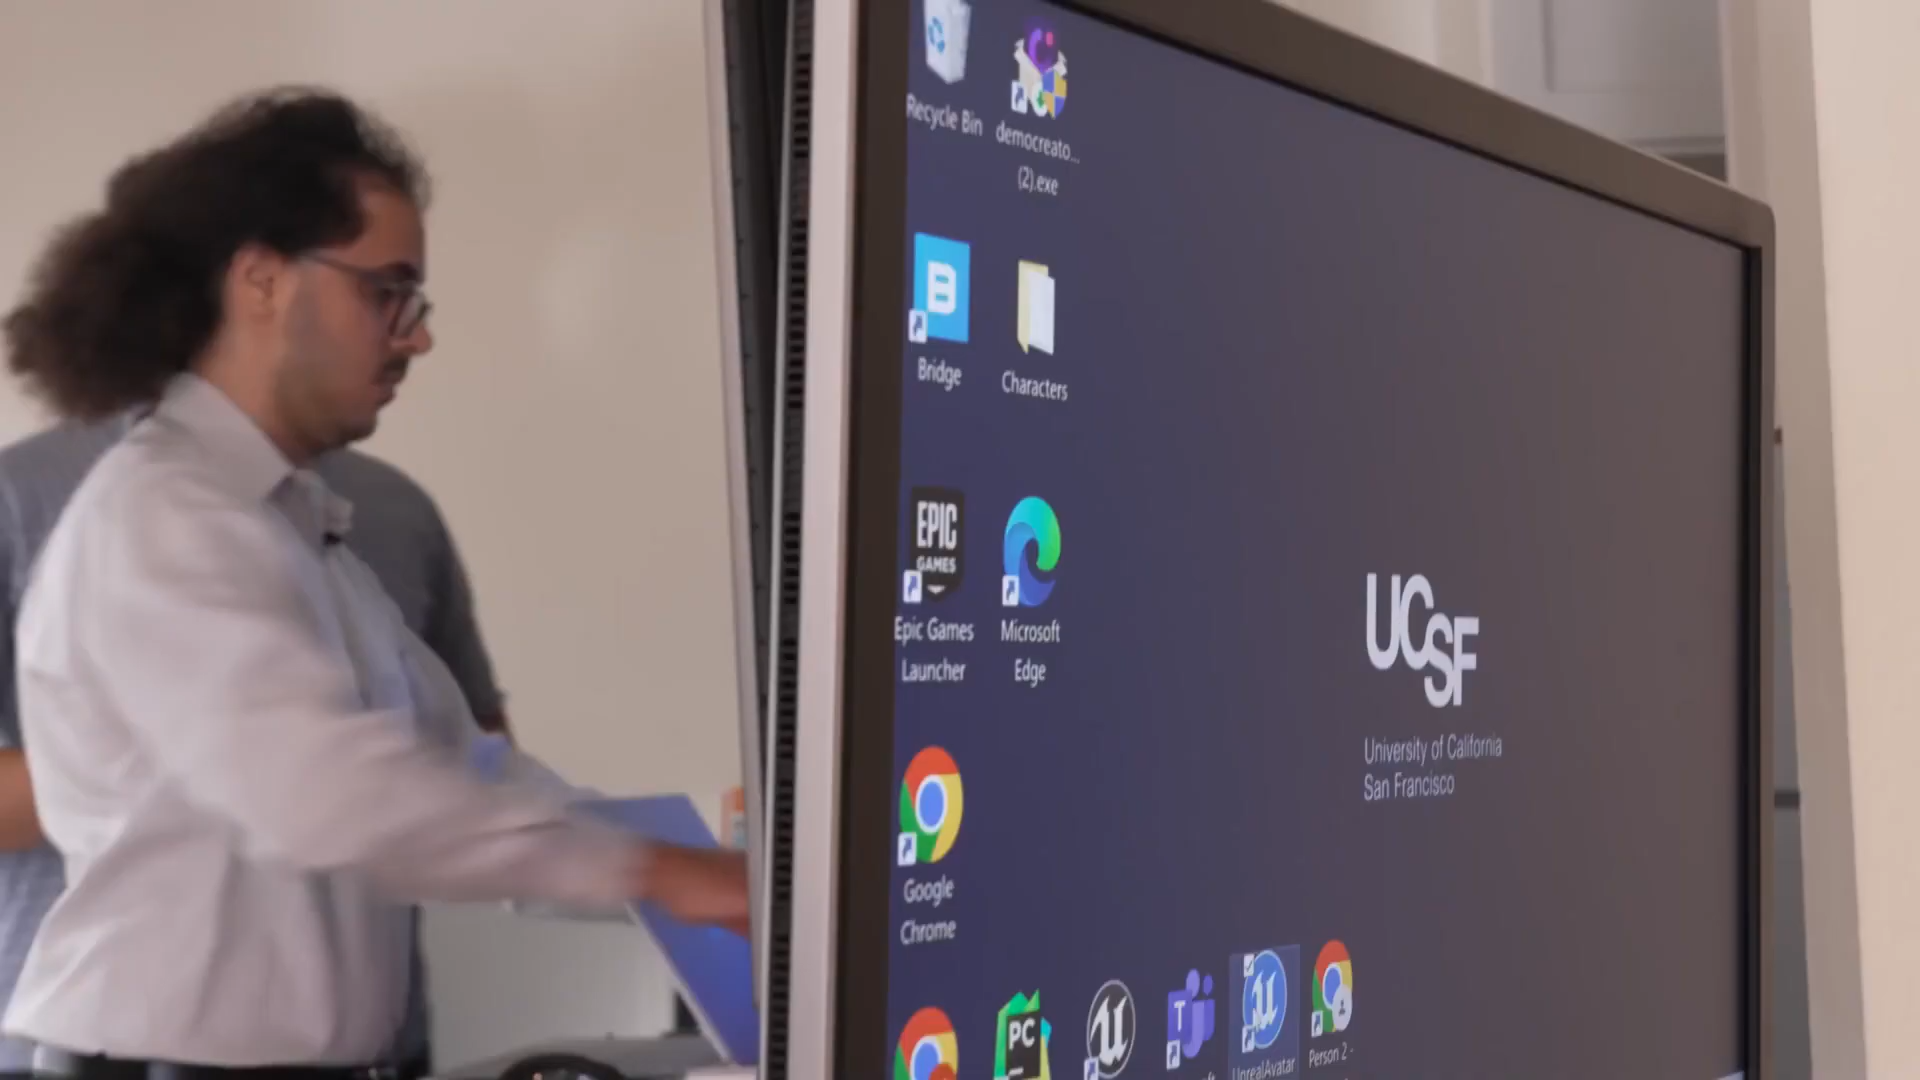 Recycle Bin
democreato...
(2).exe
B
Bridge
Characters
EPIC
GAMES
Epic Games
Launcher
Microsoft
Edge
UCSF
University of California
San Francisco
Google
Chrome
PC
T
UnrealAvatar
Person 2 -